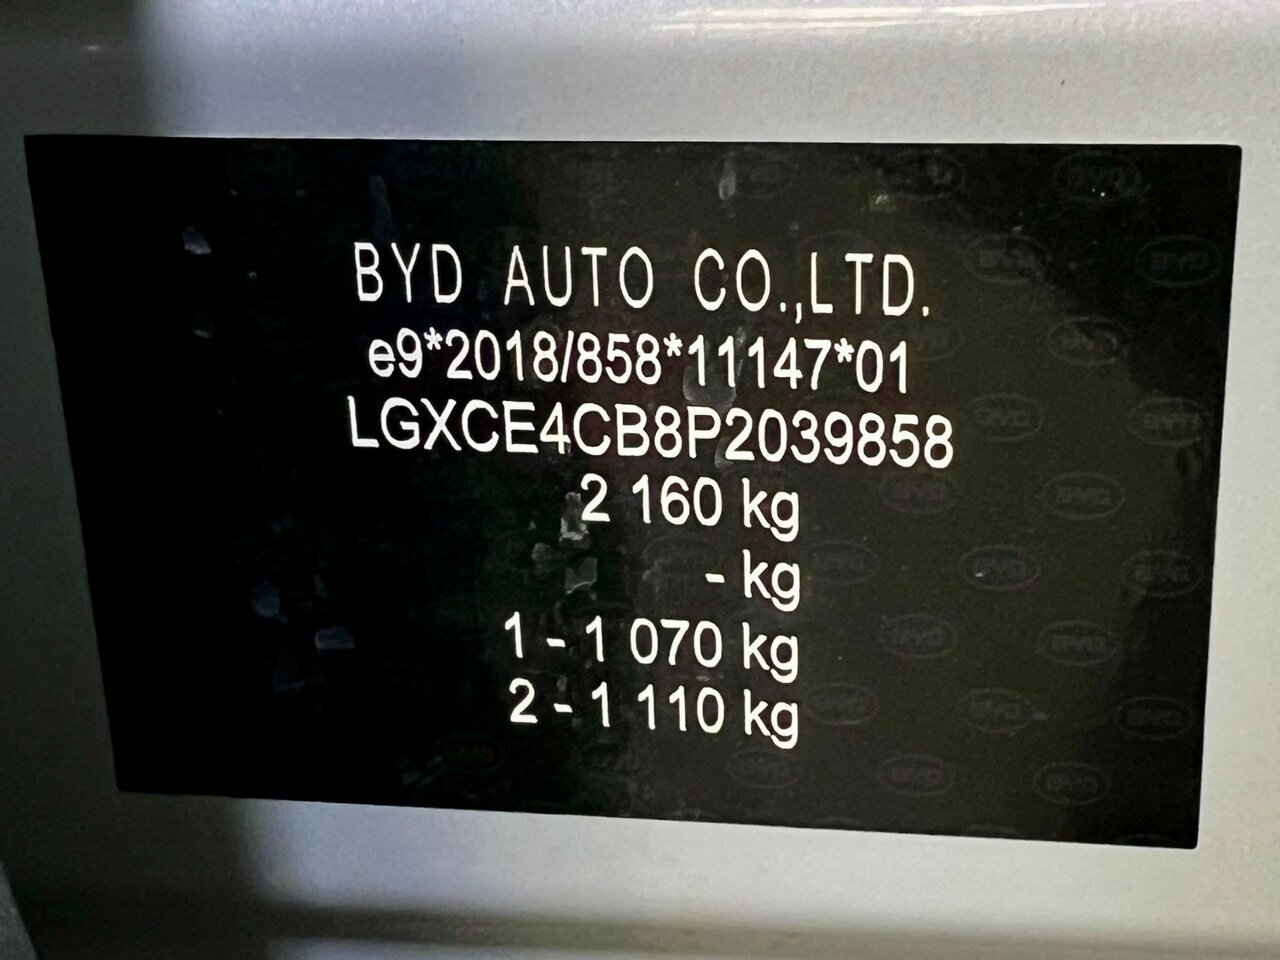 BYD AUTO CO.,LTD.
e9*2018/858*11147*01
LGXCE4CB8P2039858
2 160 kg
- kg
1 - 1 070 kg
2 - 1 110 kg